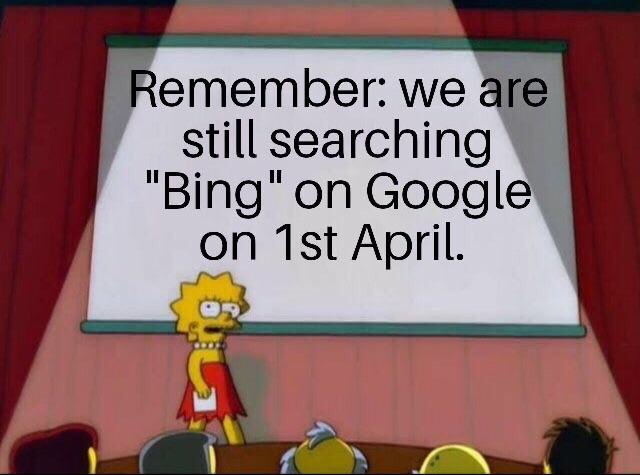 Remember: we are
still searching
"Bing" on Google
on 1st April.